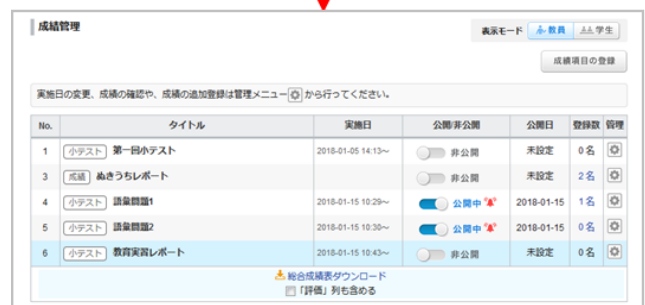 成績管理
表示モード 教員 学生
成績項目の登録
実施日の変更、成績の確認や、成績の追加登録は管理メニュー から行ってください。
No. タイトル 実施日 公開/非公開 公開日 登録数 管理
1 小テスト 第一回小テスト 2018-01-05 14:13～ 非公開 未設定 0名
3 成績 ぬきうちレポート 非公開 未設定 2名
4 小テスト 語彙問題1 2018-01-15 10:29～ 公開中 2018-01-15 1名
5 小テスト 語彙問題2 2018-01-15 10:30～ 公開中 2018-01-15 0名
6 小テスト 教育実習レポート 2018-01-15 10:43～ 非公開 未設定 0名
総合成績表ダウンロード
「評価」列も含める